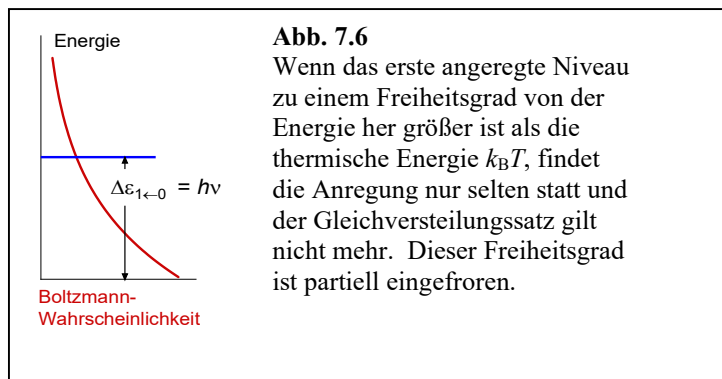 Energie
Δε₁←₀ = hν
Boltzmann-
Wahrscheinlichkeit
Abb. 7.6
Wenn das erste angeregte Niveau
zu einem Freiheitsgrad von der
Energie her größer ist als die
thermische Energie k_BT, findet
die Anregung nur selten statt und
der Gleichversteilungssatz gilt
nicht mehr. Dieser Freiheitsgrad
ist partiell eingefroren.